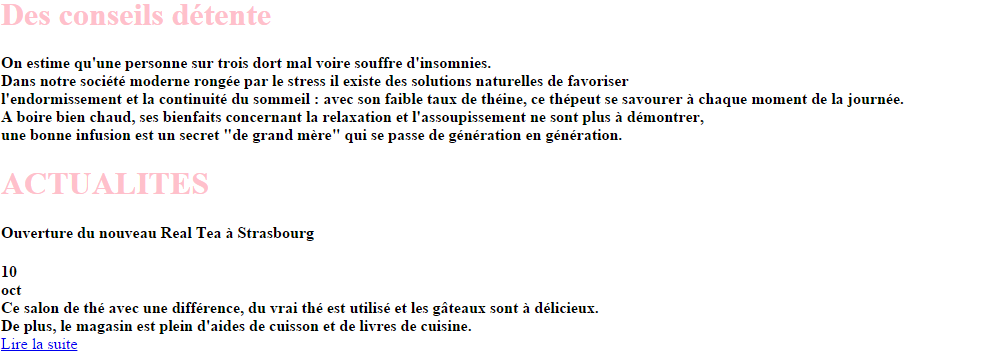 Des conseils détente
On estime qu'une personne sur trois dort mal voire souffre d'insomnies.
Dans notre société moderne rongée par le stress il existe des solutions naturelles de favoriser
l'endormissement et la continuité du sommeil : avec son faible taux de théine, ce thépeut se savourer à chaque moment de la journée.
A boire bien chaud, ses bienfaits concernant la relaxation et l'assoupissement ne sont plus à démontrer,
une bonne infusion est un secret "de grand mère" qui se passe de génération en génération.
ACTUALITES
Ouverture du nouveau Real Tea à Strasbourg
10
oct
Ce salon de thé avec une différence, du vrai thé est utilisé et les gâteaux sont à délicieux.
De plus, le magasin est plein d'aides de cuisson et de livres de cuisine.
Lire la suite